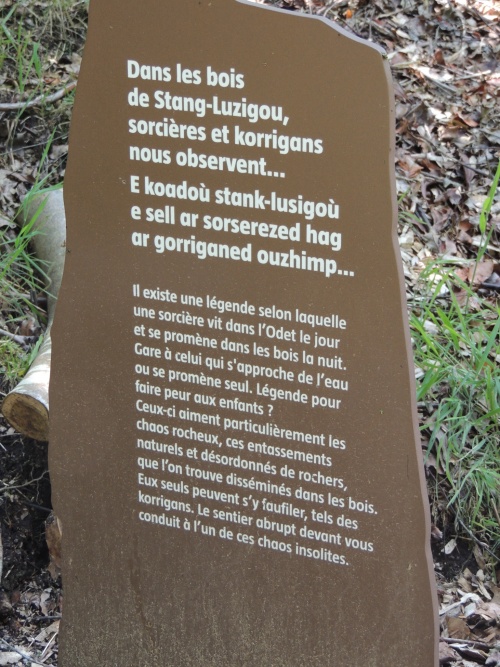 Dans les bois
de Stang-Luzigou,
sorcières et korrigans
nous observent...
E koadoù stank-lusigoù
e sell ar sorserezed hag
ar gorriganed ouzhimp...
Il existe une légende selon laquelle
une sorcière vit dans l'Odet le jour
et se promène dans les bois la nuit.
Gare à celui qui s'approche de l'eau
ou se promène seul. Légende pour
faire peur aux enfants ?
Ceux-ci aiment particulièrement les
chaos rocheux, ces entassements
naturels et désordonnés de rochers,
que l'on trouve disséminés dans les bois.
Eux seuls peuvent s'y faufiler, tels des
korrigans. Le sentier abrupt devant vous
conduit à l'un de ces chaos insolites.